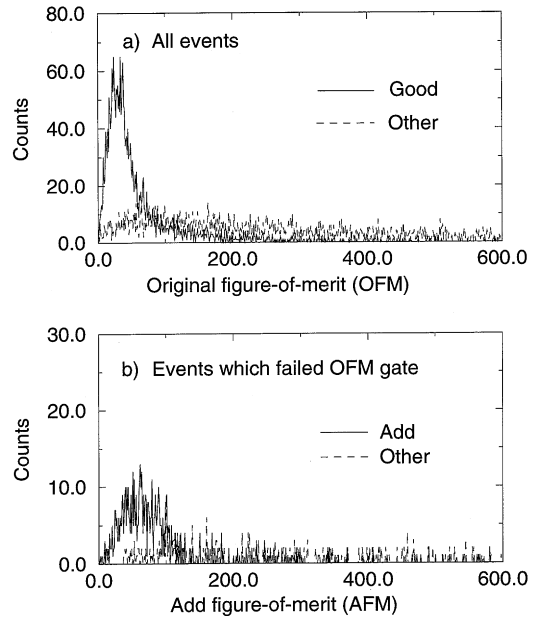 80.0
a) All events
60.0
Good
Counts
40.0
Other
20.0
0.0
0.0 200.0 400.0 600.0
Original figure-of-merit (OFM)
30.0
b) Events which failed OFM gate
20.0
Add
Counts
Other
10.0
0.0
0.0 200.0 400.0 600.0
Add figure-of-merit (AFM)